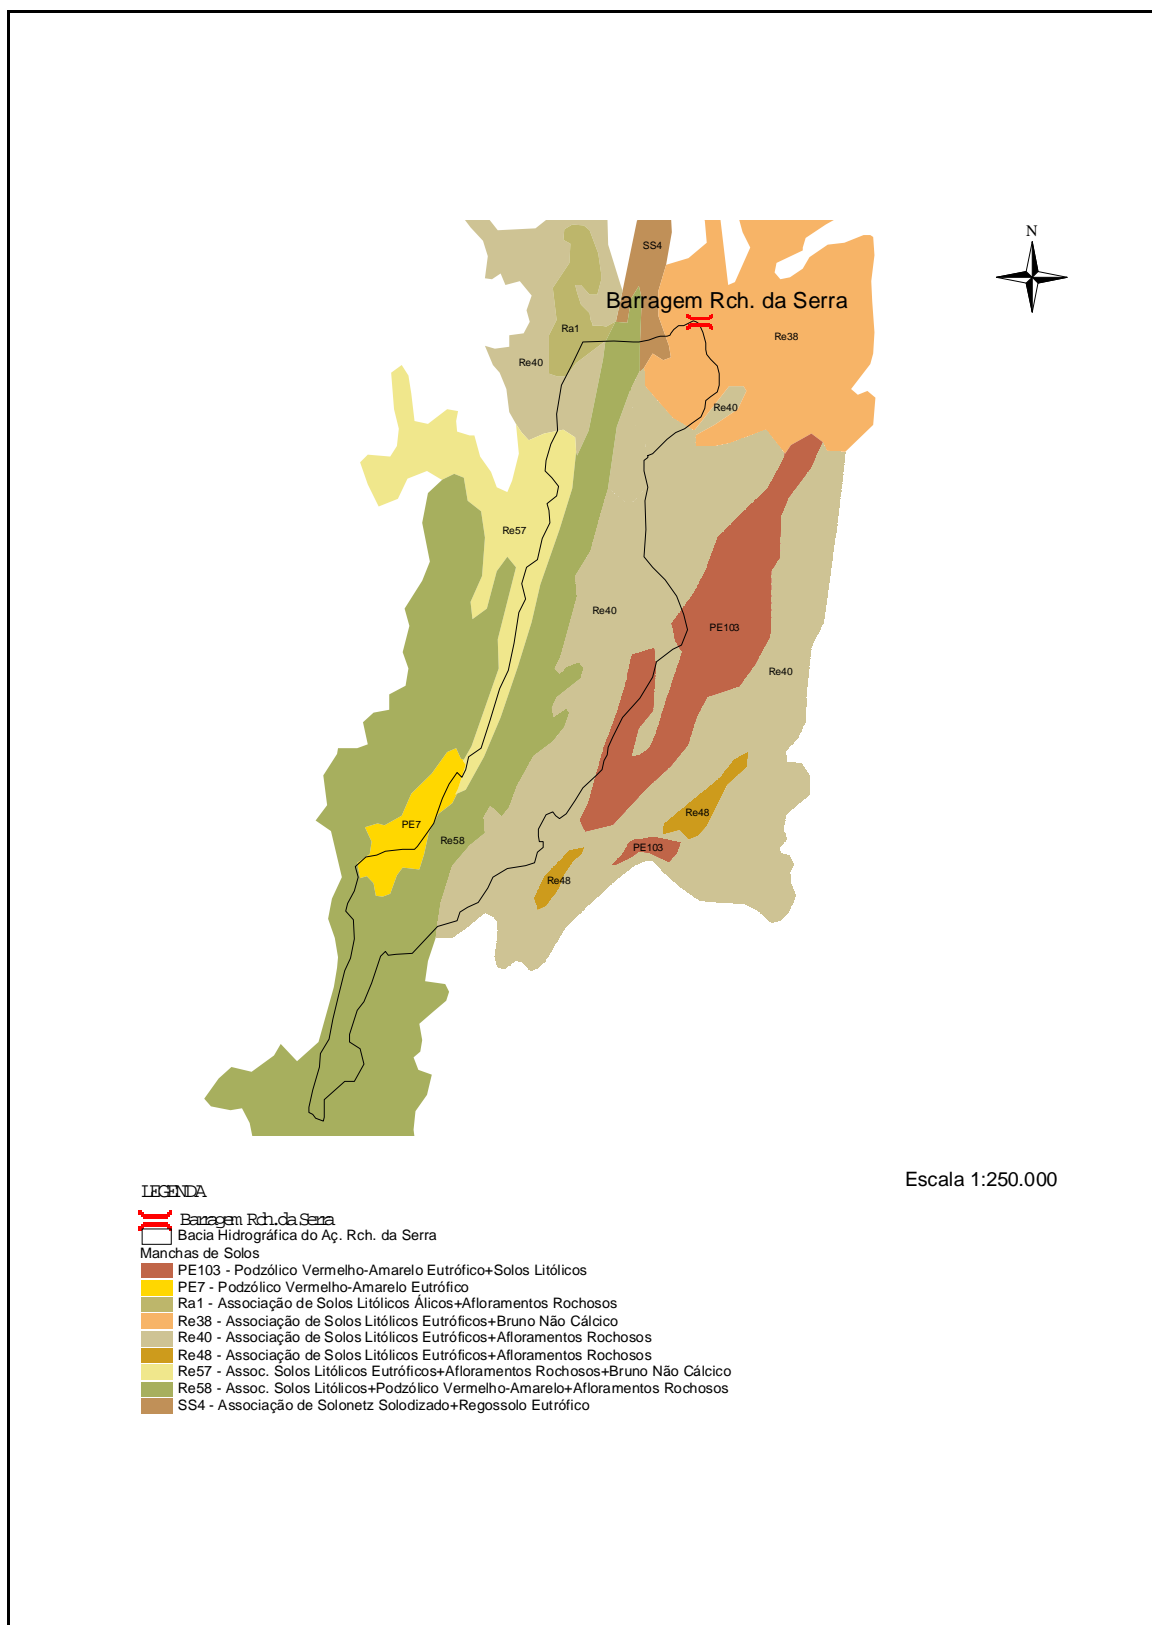 N
SS4
Barragem Rch. da Serra
Ra1
Re38
Re40
Re40
Re57
Re40
PE103
Re40
Re48
PE7
Re58
PE103
Re48
Escala 1:250.000
LEGENDA
Barragem Rch. da Serra
Bacia Hidrográfica do Aç. Rch. da Serra
Manchas de Solos
PE103 - Podzólico Vermelho-Amarelo Eutrófico+Solos Litólicos
PE7 - Podzólico Vermelho-Amarelo Eutrófico
Ra1 - Associação de Solos Litólicos Álicos+Afloramentos Rochosos
Re38 - Associação de Solos Litólicos Eutróficos+Bruno Não Cálcico
Re40 - Associação de Solos Litólicos Eutróficos+Afloramentos Rochosos
Re48 - Associação de Solos Litólicos Eutróficos+Afloramentos Rochosos
Re57 - Assoc. Solos Litólicos Eutróficos+Afloramentos Rochosos+Bruno Não Cálcico
Re58 - Assoc. Solos Litólicos+Podzólico Vermelho-Amarelo+Afloramentos Rochosos
SS4 - Associação de Solonetz Solodizado+Regossolo Eutrófico